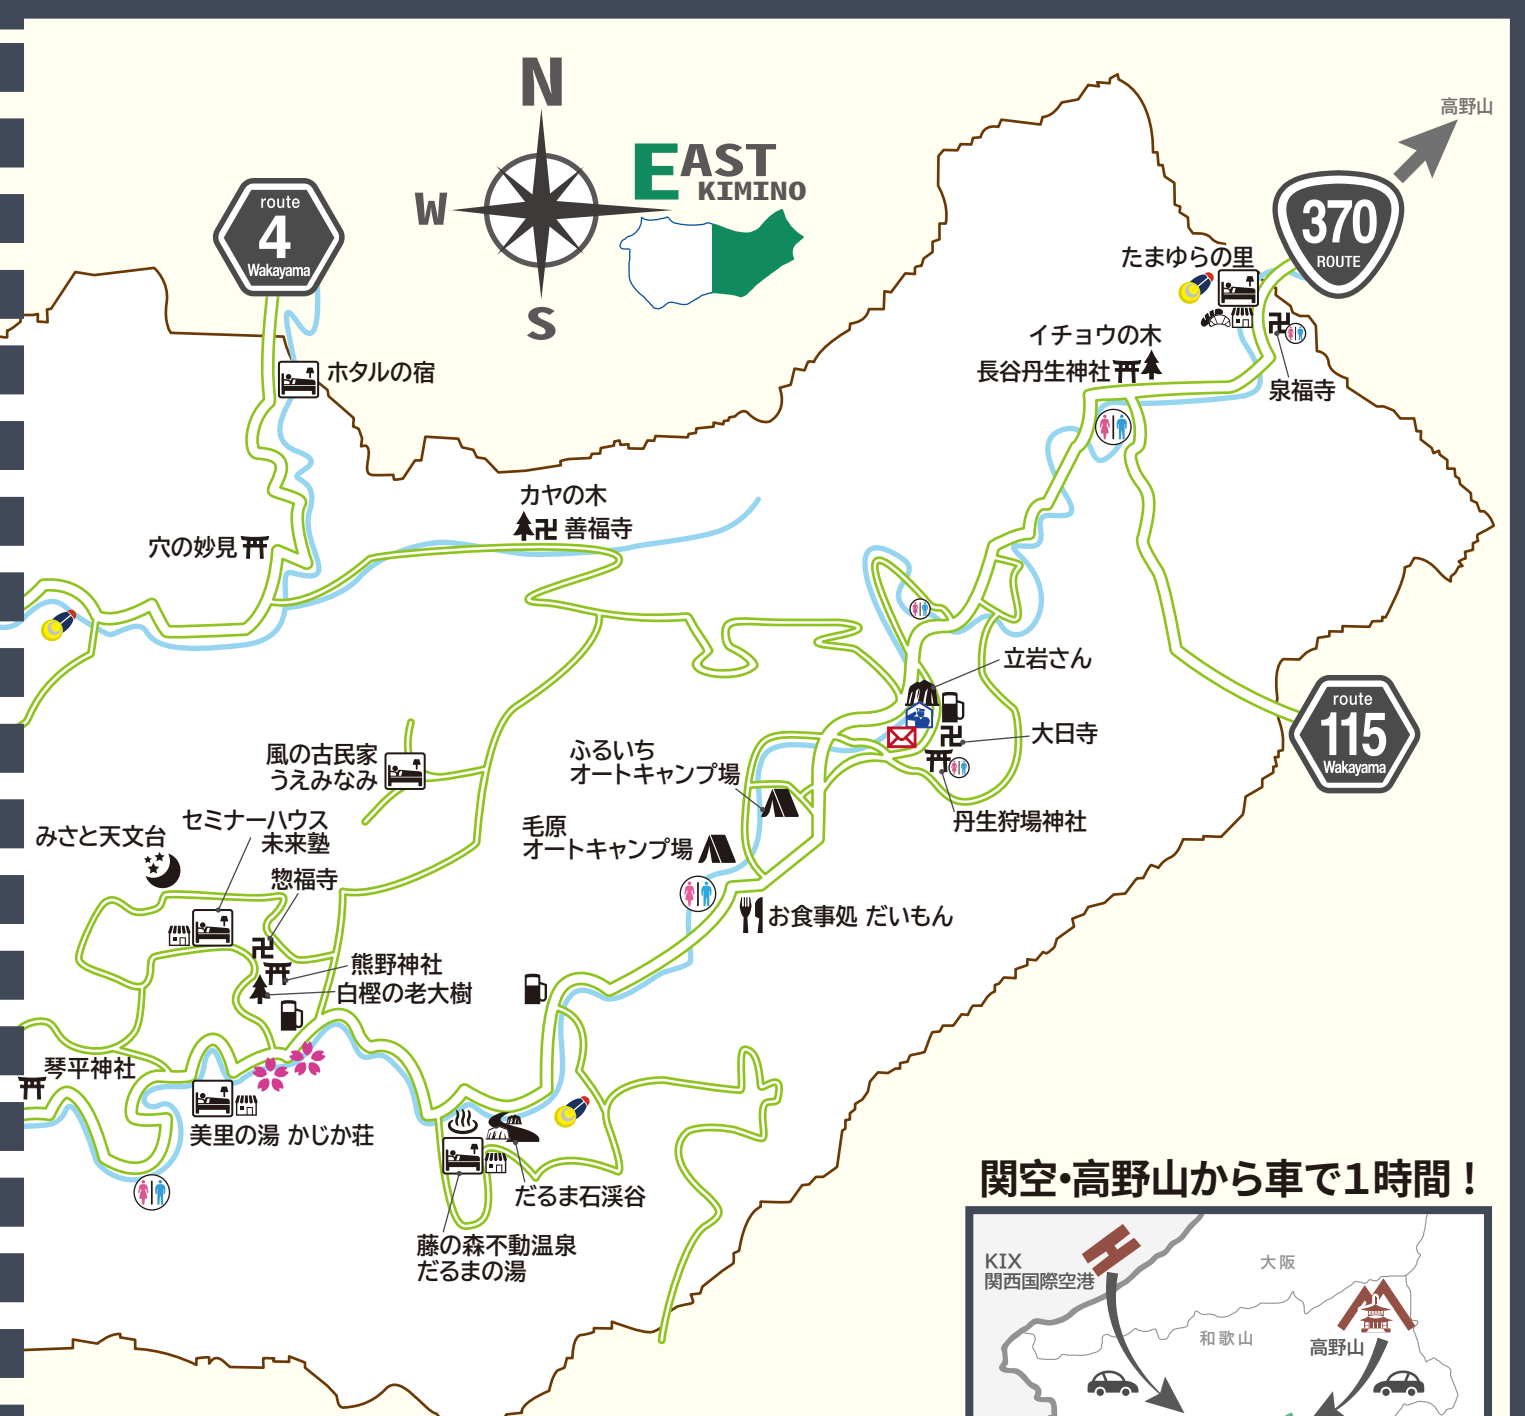 N
W
S
EAST
KIMINO
高野山
370
ROUTE
route
4
Wakayama
たまゆらの里
イチョウの木
長谷丹生神社
泉福寺
ホタルの宿
カヤの木
善福寺
穴の妙見
立岩さん
大日寺
丹生狩場神社
route
115
Wakayama
風の古民家
うえみなみ
ふるいち
オートキャンプ場
毛原
オートキャンプ場
セミナーハウス
未来塾
みさと天文台
惣福寺
お食事処 だいもん
熊野神社
白樫の老大樹
琴平神社
美里の湯 かじか荘
だるま石渓谷
藤の森不動温泉
だるまの湯
関空・高野山から車で1時間！
KIX
関西国際空港
大阪
和歌山
高野山